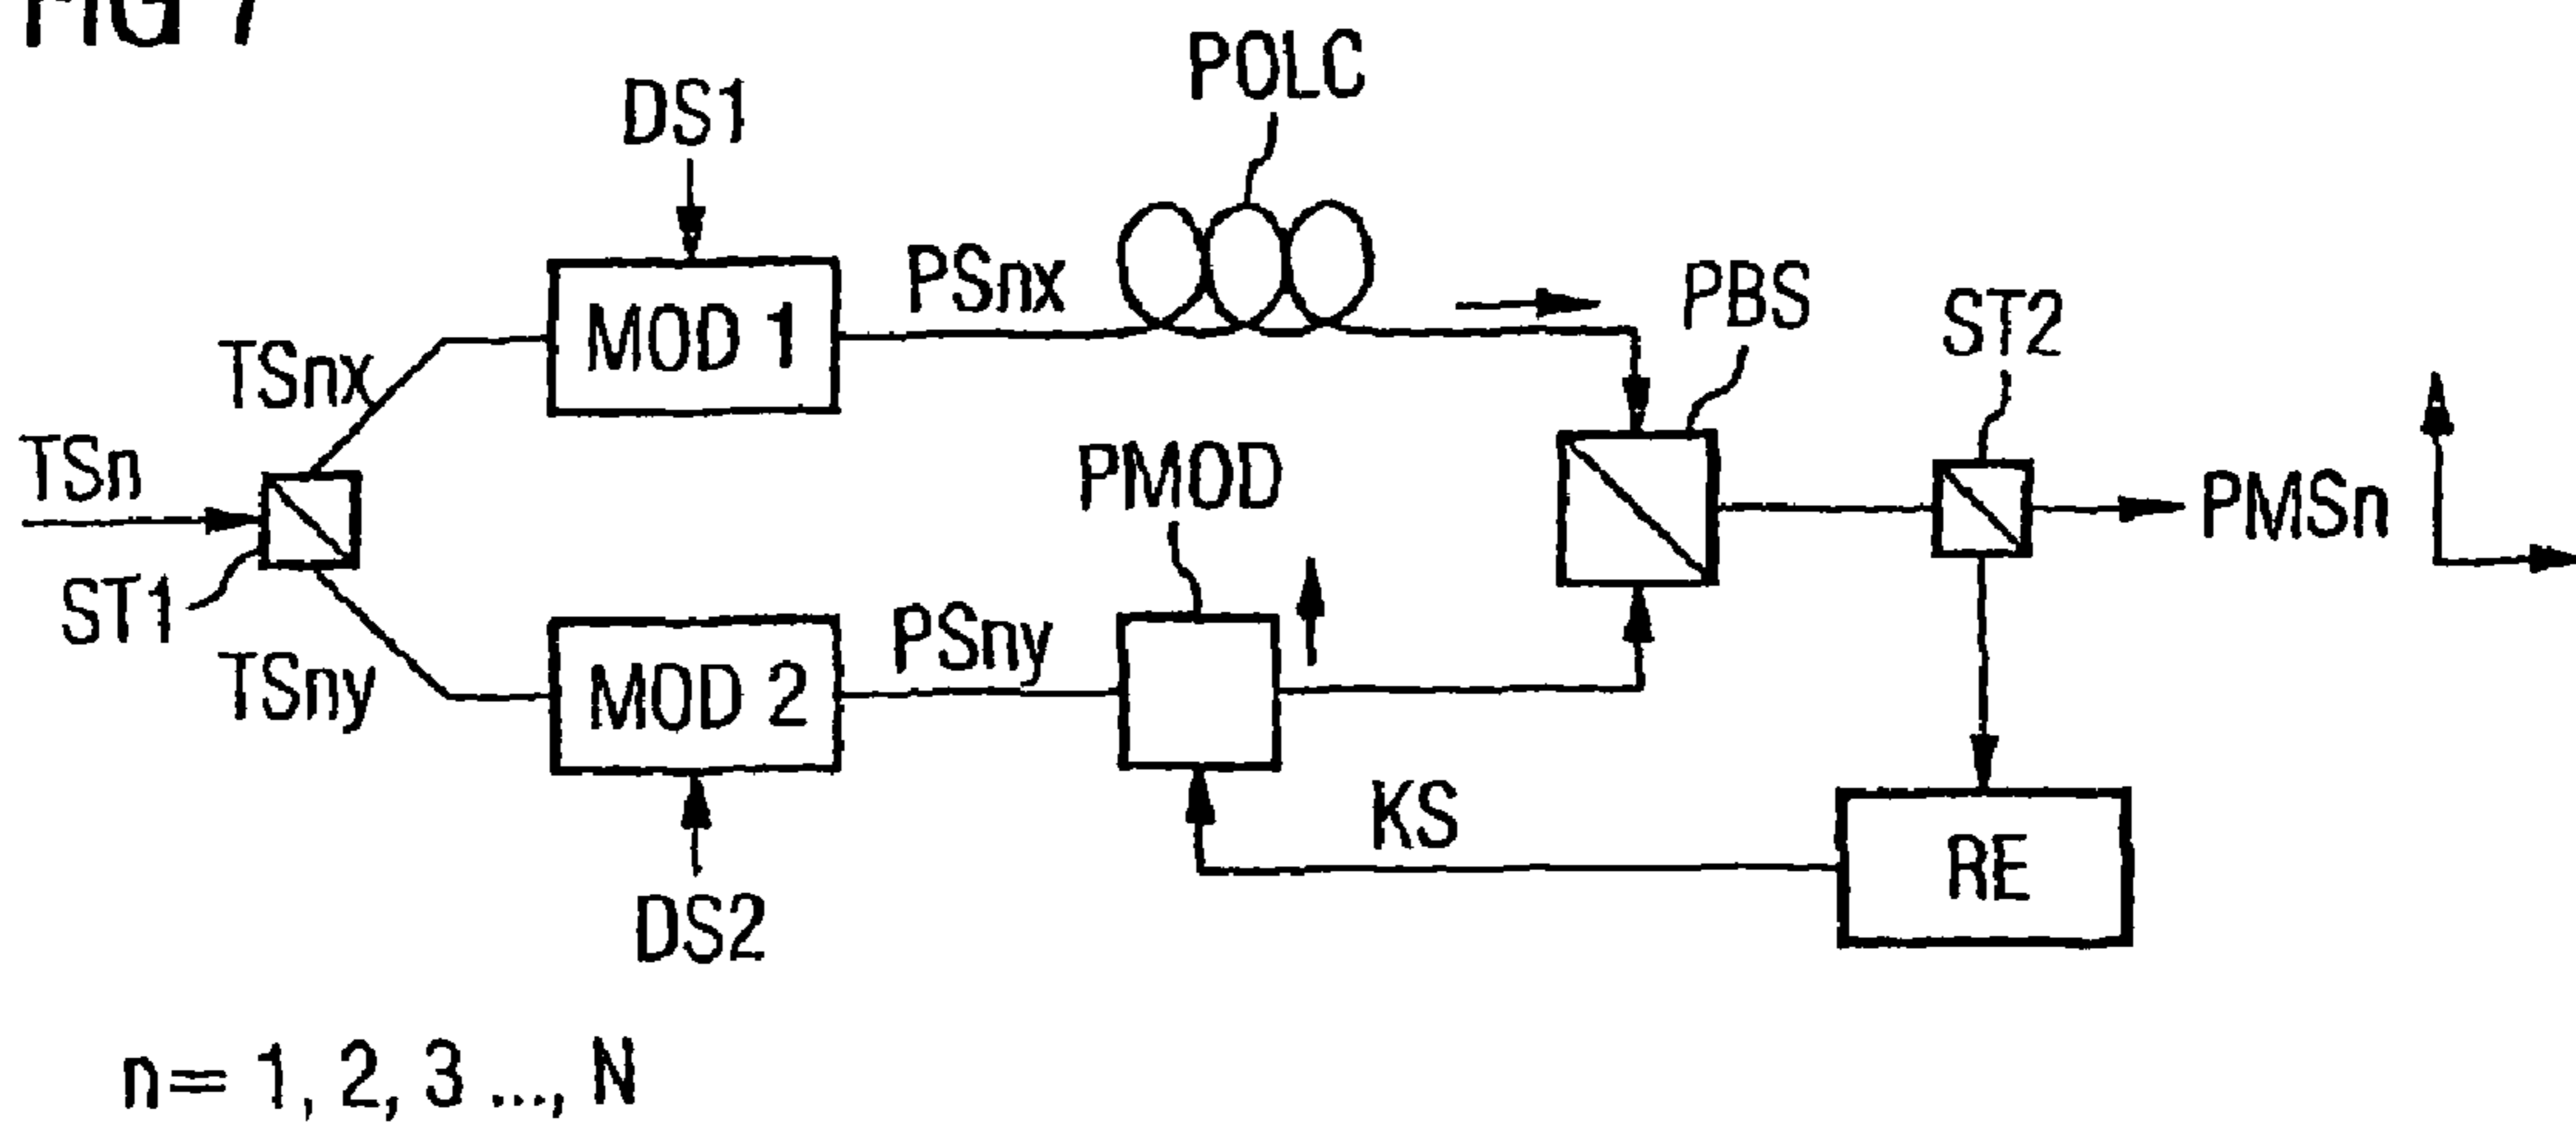 FIG 7
DS1
POLC
MOD 1
PSnx
PBS
ST2
TSnx
TSn
ST1
TSny
PMOD
PMSn
MOD 2
PSny
KS
RE
DS2
n= 1, 2, 3 ..., N